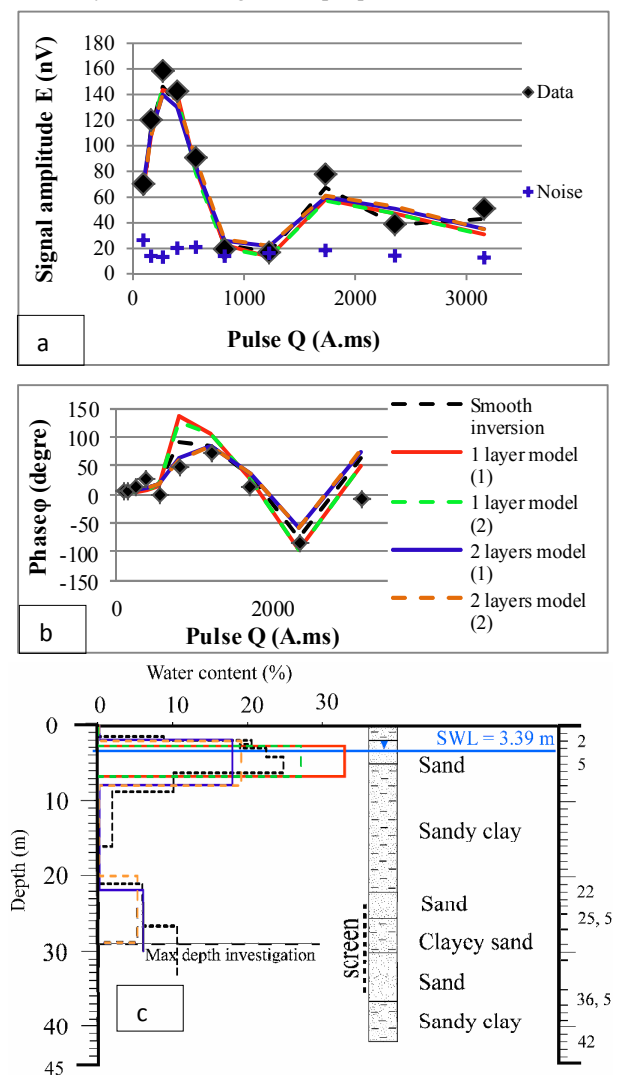 Signal amplitude E (nV)
180
160
140
120
100
80
60
40
20
0
0 1000 2000 3000
Pulse Q (A.ms)
Data
Noise
a
Phaseφ (degre)
150
100
50
0
-50
-100
-150
0 2000
Pulse Q (A.ms)
b
Smooth
inversion
1 layer model
(1)
1 layer model
(2)
2 layers model
(1)
2 layers model
(2)
Water content (%)
0 10 20 30
Depth (m)
0
10
20
30
40
45
SWL = 3.39 m
Sand
Sandy clay
Sand
Clayey sand
Sand
Sandy clay
screen
Max depth investigation
c
2
5
22
25,5
36, 5
42